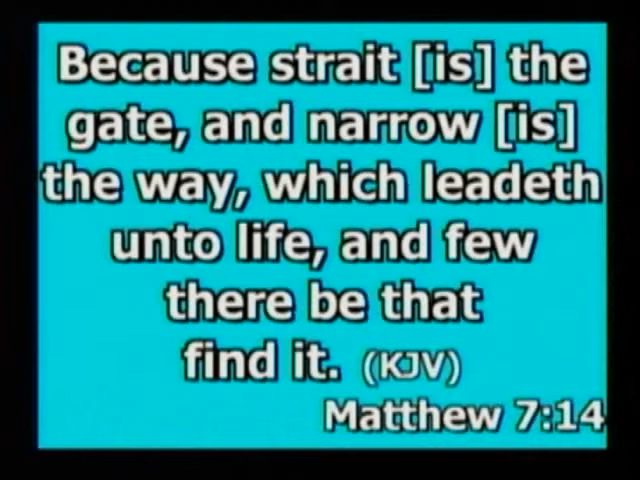 Because strait [is] the
gate, and narrow [is]
the way, which leadeth
unto life, and few
there be that
find it. (KJV)
Matthew 7:14